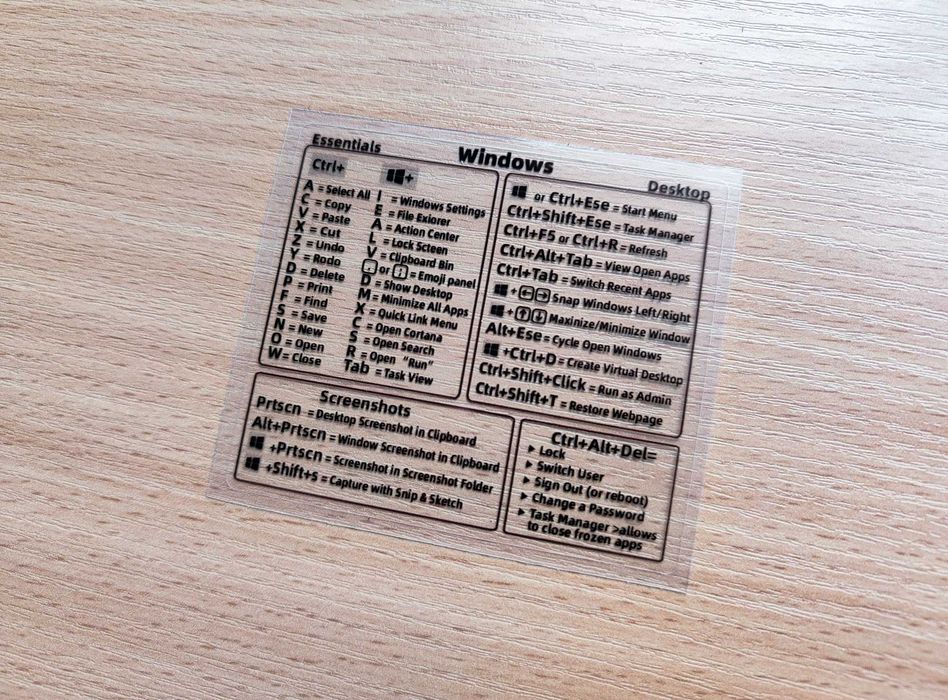 Windows
Essentials
Ctrl+
A = Select All
C = Copy
V = Paste
X = Cut
Z = Undo
Y = Rodo
D = Delete
P = Print
F = Find
S = Save
N = New
O = Open
W= Close
+
I = Windows Settings
E = File Exiorer
A = Action Center
L = Lock Scteen
V = Clipboard Bin
. or ; = Emoji panel
D = Show Desktop
M = Minimize All Apps
X = Quick Link Menu
C = Open Cortana
S = Open Search
R = Open "Run"
Tab = Task View
Desktop
or Ctrl+Ese = Start Menu
Ctrl+Shift+Ese = Task Manager
Ctrl+F5 or Ctrl+R = Refresh
Ctrl+Alt+Tab = View Open Apps
Ctrl+Tab = Switch Recent Apps
+ ← → Snap Windows Left/Right
+ ↑ ↓ Maxinize/Minimize Window
Alt+Ese = Cycle Open Windows
+Ctrl+D = Create Virtual Desktop
Ctrl+Shift+Click = Run as Admin
Ctrl+Shift+T = Restore Webpage
Screenshots
Prtscn = Desktop Screenshot in Clipboard
Alt+Prtscn = Window Screenshot in Clipboard
+Prtscn = Screenshot in Screenshot Folder
+Shift+s = Capture with Snip & Sketch
Ctrl+Alt+Del=
▶ Lock
▶ Switch User
▶ Sign Out (or reboot)
▶ Change a Password
▶ Task Manager >allows
to close frozen apps